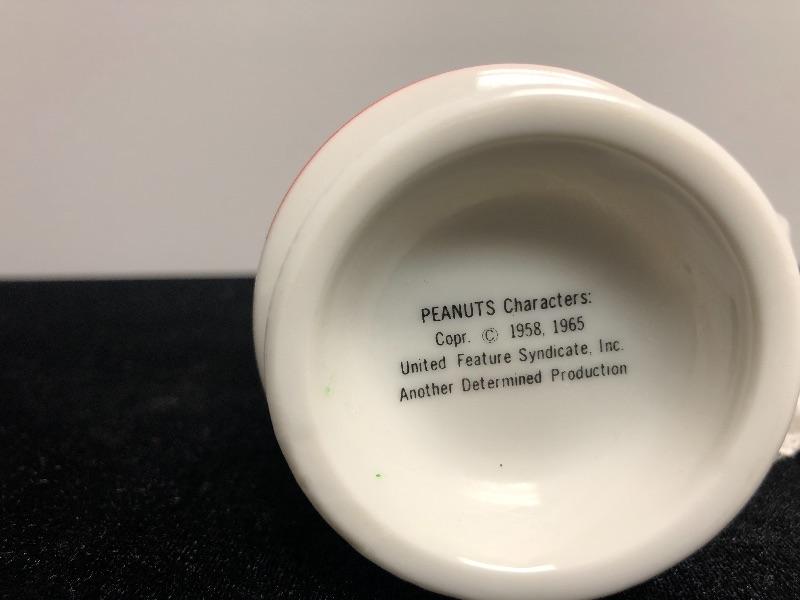 PEANUTS Characters:
Copr. © 1958, 1965
United Feature Syndicate, Inc.
Another Determined Production